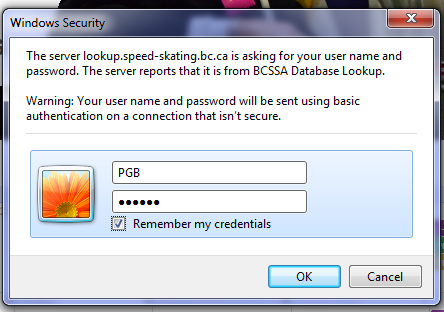 Windows Security
The server lookup.speed-skating.bc.ca is asking for your user name and
password. The server reports that it is from BCSSA Database Lookup.
Warning: Your user name and password will be sent using basic
authentication on a connection that isn't secure.
PGB
••••••
Remember my credentials
OK
Cancel